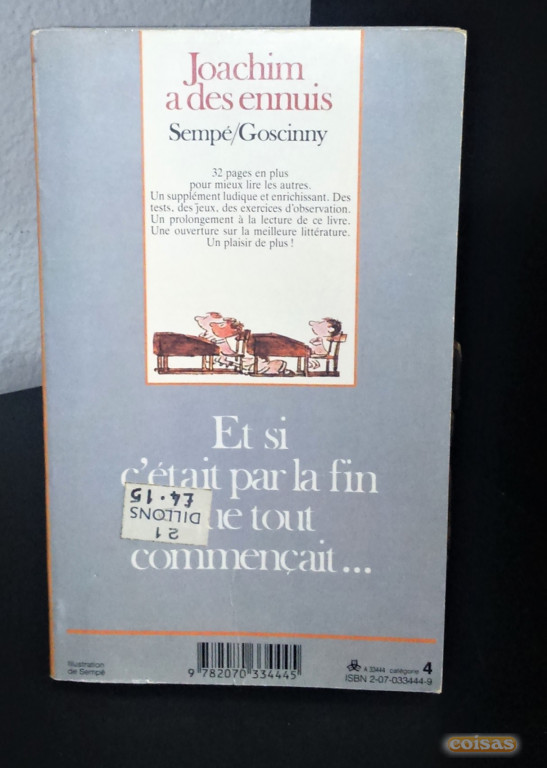 Joachim
a des ennuis
Sempé/Goscinny
32 pages en plus
pour mieux lire les autres.
Un supplément ludique et enrichissant. Des
tests, des jeux, des exercices d'observation.
Un prolongement à la lecture de ce livre.
Une ouverture sur la meilleure littérature.
Un plaisir de plus !
Et si
c'était par la fin
ue tout
commençait...
21
DILLONS
£4.15
Illustration
de Sempé
9 782070 334445
A 33444 catégorie 4
ISBN 2-07-033444-9
coisas